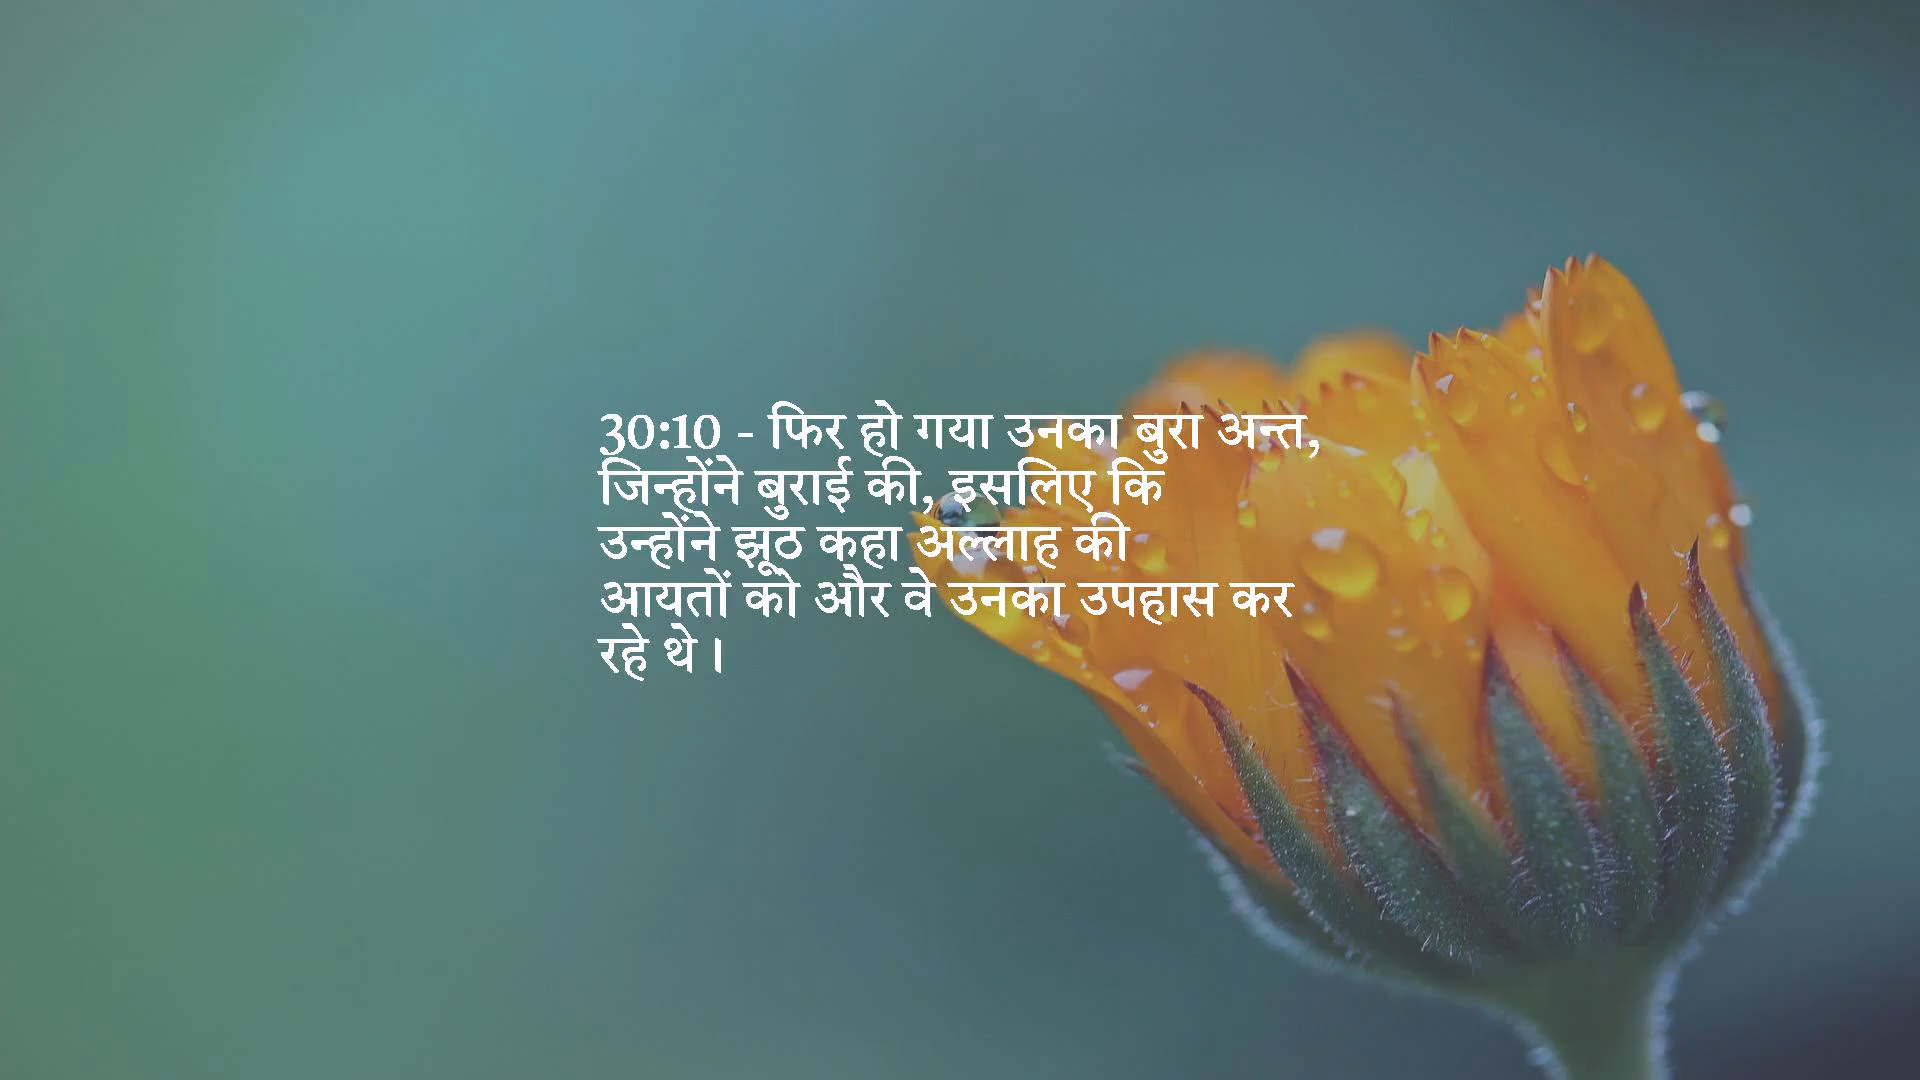 30:10 - फिर हो गया उनका बुरा अन्त,
जिन्होंने बुराई की, इसलिए कि
उन्होंने झूठ कहा अल्लाह की
आयतों को और वे उनका उपहास कर
रहे थे।